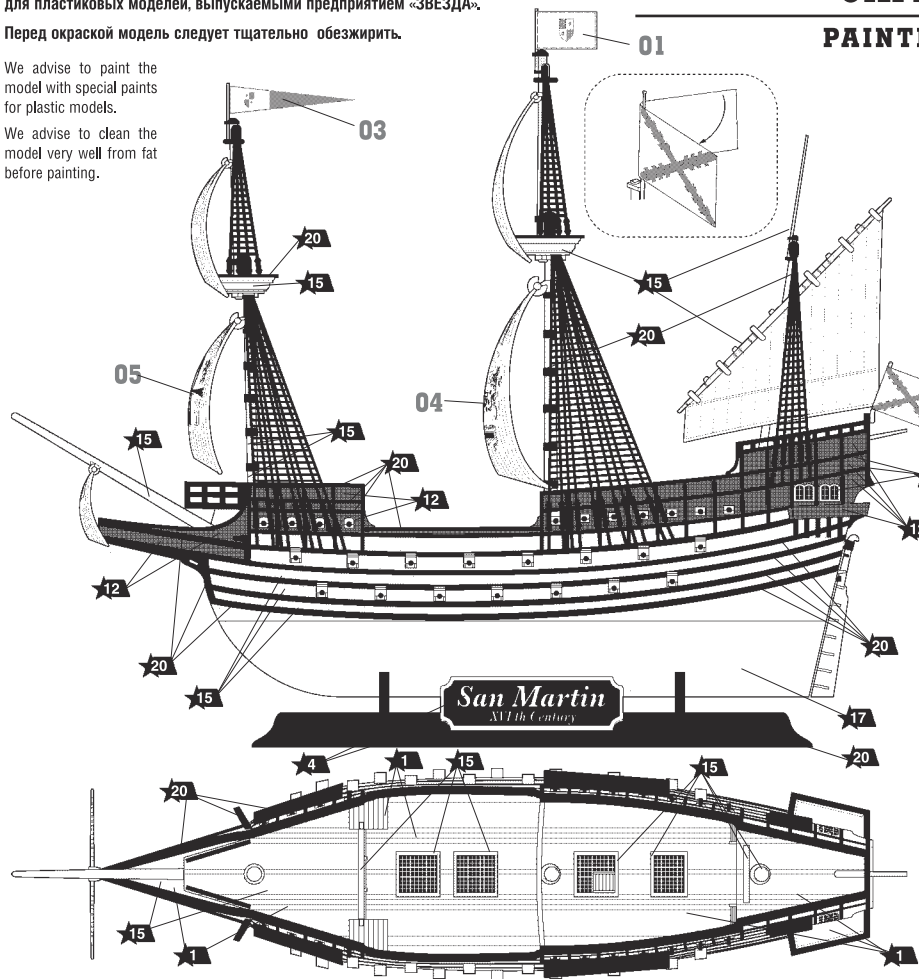 для пластиковых моделей, выпускаемыми предприятием «ЗВЕЗДА».
Перед окраской модель следует тщательно обезжирить.
PAINT
We advise to paint the
model with special paints
for plastic models.
We advise to clean the
model very well from fat
before painting.
01
03
20
15
15
20
05
04
15
15
20
12
12
20
15
20
17
San Martin
XVIth Century
4
1
15
15
20
20
15
1
1